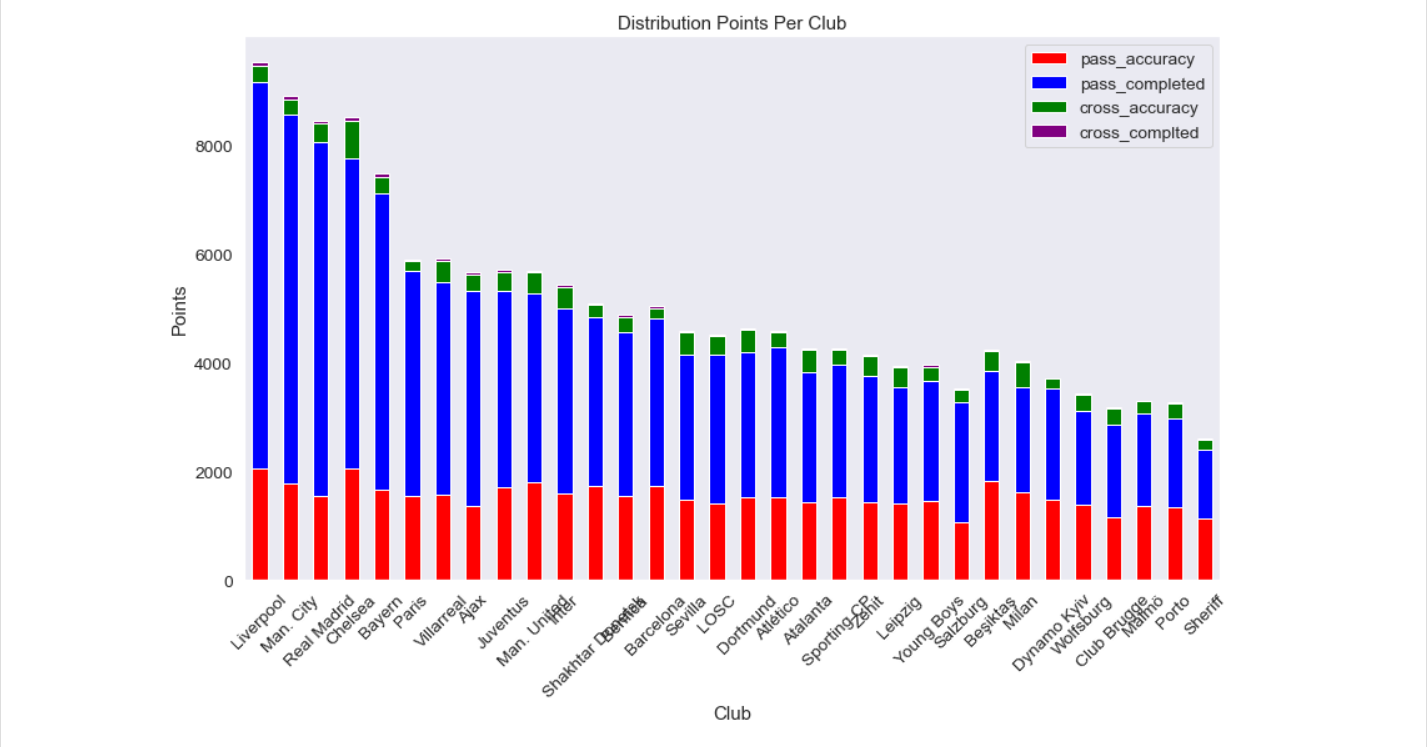 Distribution Points Per Club
pass_accuracy
pass_completed
cross_accuracy
cross_complted
8000
6000
4000
2000
0
Points
Liverpool
Man. City
Real Madrid
Chelsea
Bayern
Paris
Villarreal
Ajax
Juventus
Man. United
Inter
Shakhtar Donetsk
Benfica
Barcelona
Sevilla
LOSC
Dortmund
Atlético
Atalanta
Sporting CP
Zenit
Leipzig
Young Boys
Salzburg
Beşiktaş
Milan
Dynamo Kyiv
Wolfsburg
Club Brugge
Malmö
Porto
Sheriff
Club